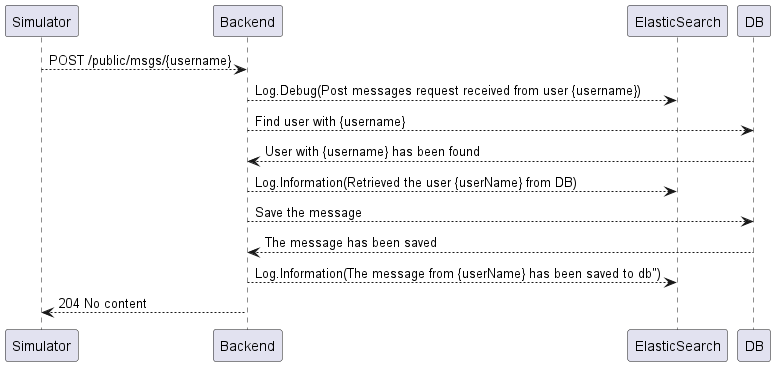 Simulator Backend ElasticSearch DB
POST /public/msgs/{username}
Log.Debug(Post messages request received from user {username})
Find user with {username}
User with {username} has been found
Log.Information(Retrieved the user {userName} from DB)
Save the message
The message has been saved
Log.Information(The message from {userName} has been saved to db")
204 No content
Simulator Backend ElasticSearch DB